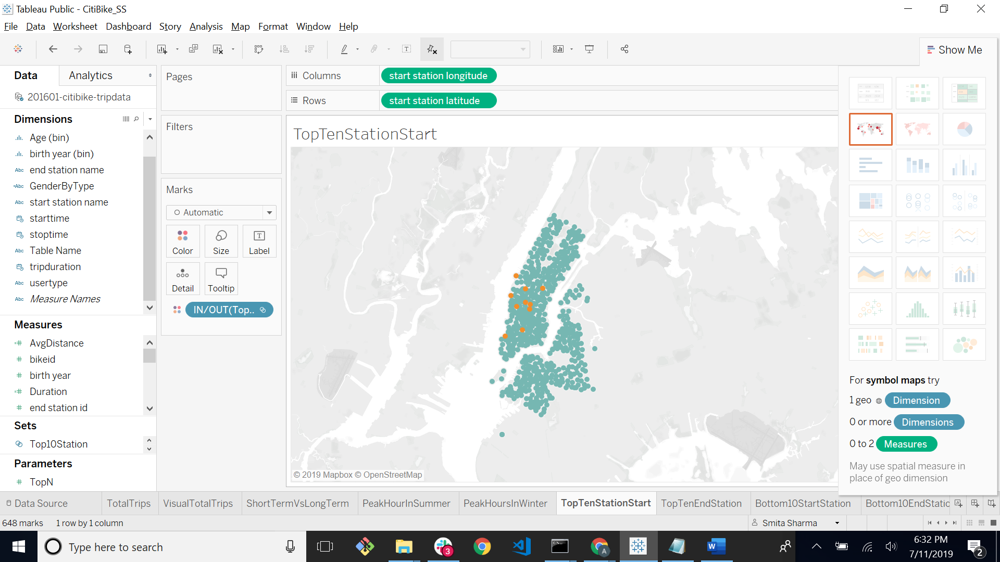 Tableau Public - CitiBike_SS
File Data Worksheet Dashboard Story Analysis Map Format Window Help
Show Me
Data Analytics
201601-citibike-tripdata
Dimensions
Age (bin)
birth year (bin)
Abc end station name
=Abc GenderByType
Abc start station name
starttime
stoptime
Abc Table Name
tripduration
Abc usertype
Abc Measure Names
Measures
=# AvgDistance
# bikeid
# birth year
=# Duration
# end station id
Sets
Top10Station
Parameters
# TopN
Pages
Filters
Marks
Automatic
Color Size T Label
Detail Tooltip
IN/OUT(Top..
Columns start station longitude
Rows start station latitude
TopTenStationStart
© 2019 Mapbox © OpenStreetMap
For symbol maps try
1 geo Dimension
0 or more Dimensions
0 to 2 Measures
May use spatial measure in
place of geo dimension
Data Source TotalTrips VisualTotalTrips ShortTermVsLongTerm PeakHourInSummer PeakHoursInWinter TopTenStationStart TopTenEndStation Bottom10StartStation Bottom10EndStatic
648 marks 1 row by 1 column Smita Sharma
Type here to search
3
A
W
6:32 PM
7/11/2019
2